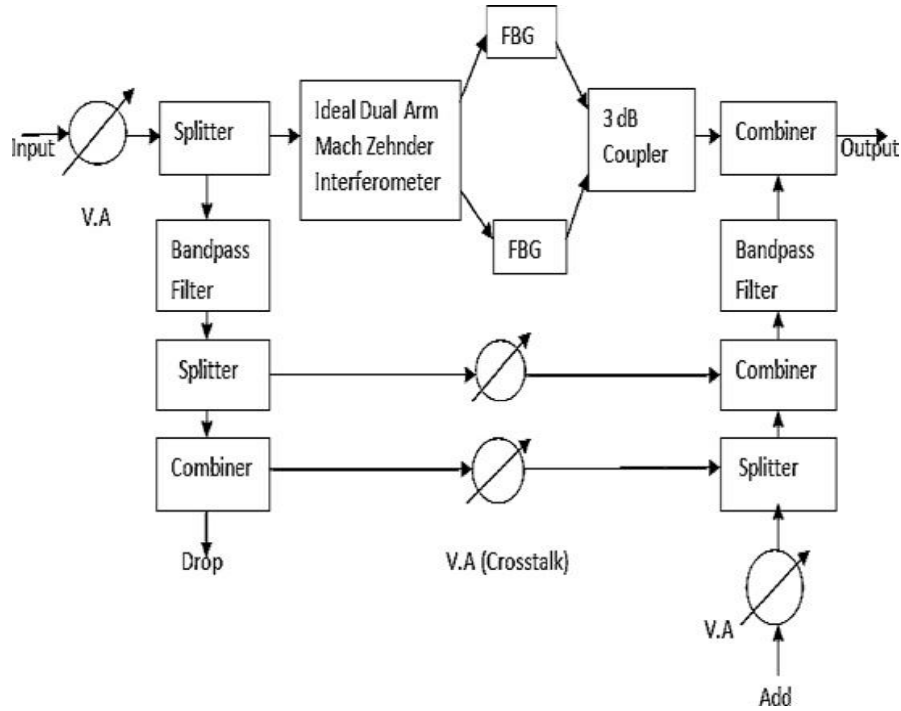 FBG
Input
V.A
Splitter
Ideal Dual Arm
Mach Zehnder
Interferometer
3 dB
Coupler
Combiner
Output
FBG
Bandpass
Filter
Bandpass
Filter
Splitter
Combiner
Combiner
Splitter
Drop
V.A (Crosstalk)
V.A
Add